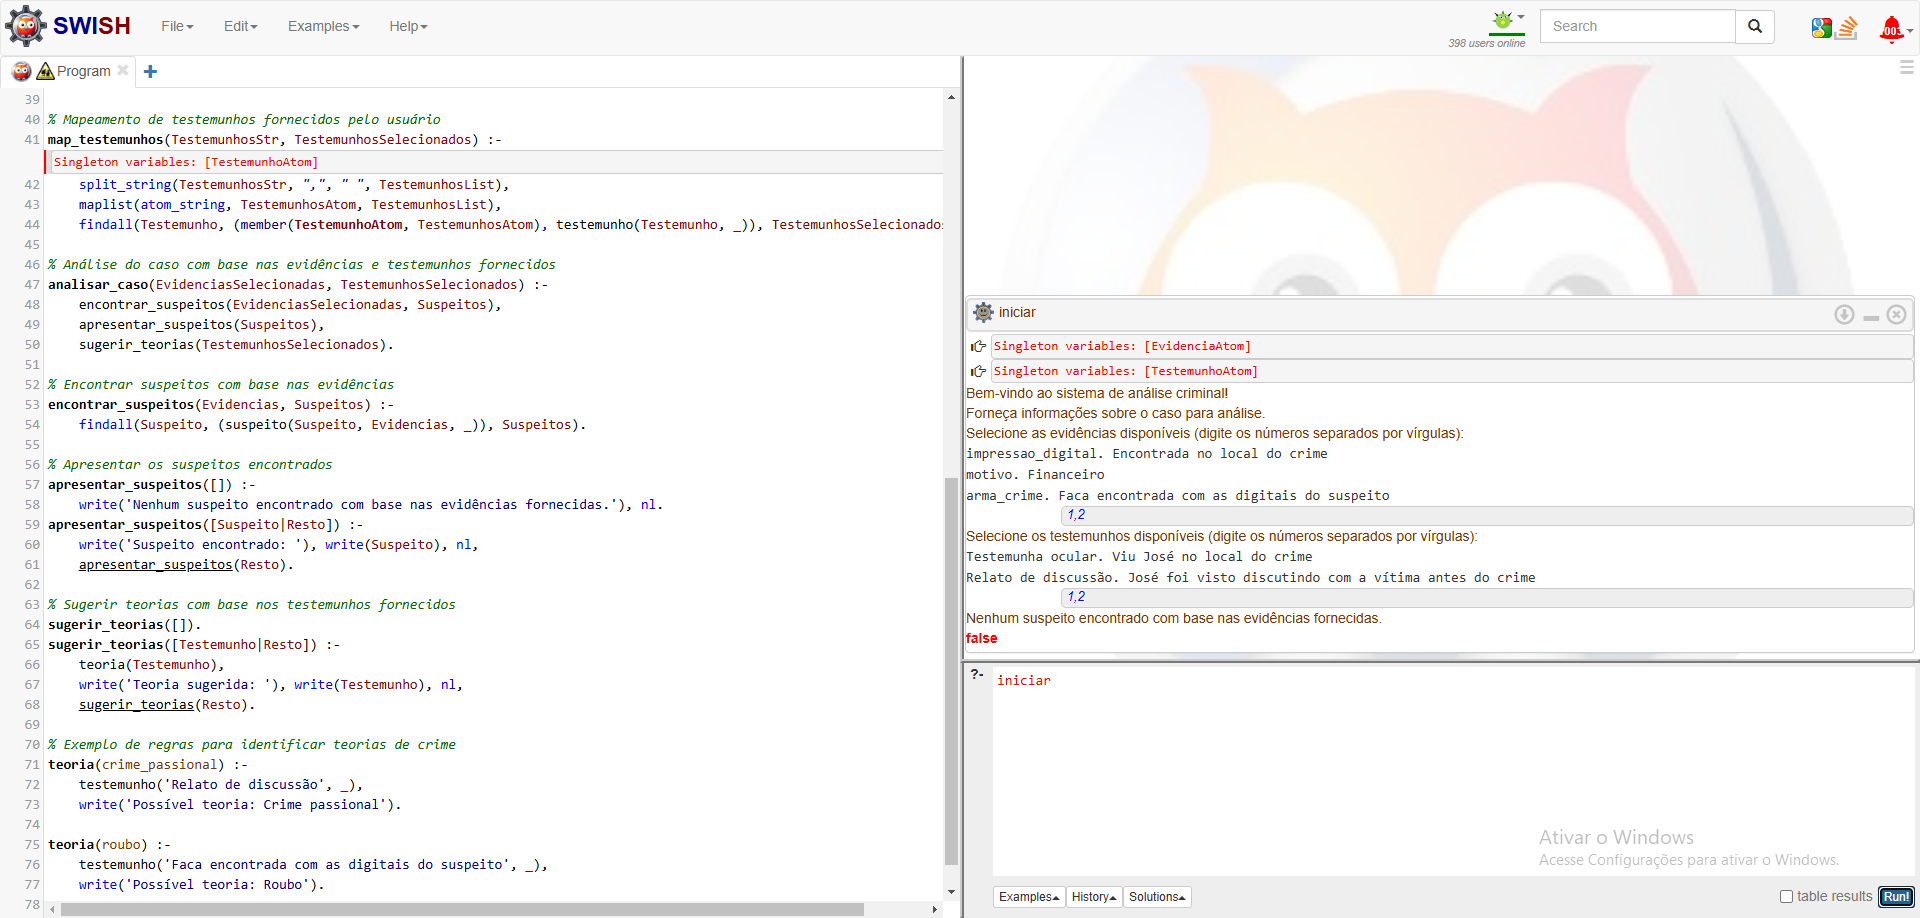 SWISH File Edit Examples Help
398 users online
Search
003
Program
39
40 % Mapeamento de testemunhos fornecidos pelo usuário
41 map_testemunhos(TestemunhosStr, TestemunhosSelecionados) :-
Singleton variables: [TestemunhoAtom]
42 split_string(TestemunhosStr, ",", " ", TestemunhosList),
43 maplist(atom_string, TestemunhosAtom, TestemunhosList),
44 findall(Testemunho, (member(TestemunhoAtom, TestemunhosAtom), testemunho(Testemunho, _)), TestemunhosSelecionados
45
46 % Análise do caso com base nas evidências e testemunhos fornecidos
47 analisar_caso(EvidenciasSelecionadas, TestemunhosSelecionados) :-
48 encontrar_suspeitos(EvidenciasSelecionadas, Suspeitos),
49 apresentar_suspeitos(Suspeitos),
50 sugerir_teorias(TestemunhosSelecionados).
51
52 % Encontrar suspeitos com base nas evidências
53 encontrar_suspeitos(Evidencias, Suspeitos) :-
54 findall(Suspeito, (suspeito(Suspeito, Evidencias, _)), Suspeitos).
55
56 % Apresentar os suspeitos encontrados
57 apresentar_suspeitos([]) :-
58 write('Nenhum suspeito encontrado com base nas evidências fornecidas.'), nl.
59 apresentar_suspeitos([Suspeito|Resto]) :-
60 write('Suspeito encontrado: '), write(Suspeito), nl,
61 apresentar_suspeitos(Resto).
62
63 % Sugerir teorias com base nos testemunhos fornecidos
64 sugerir_teorias([]).
65 sugerir_teorias([Testemunho|Resto]) :-
66 teoria(Testemunho),
67 write('Teoria sugerida: '), write(Testemunho), nl,
68 sugerir_teorias(Resto).
69
70 % Exemplo de regras para identificar teorias de crime
71 teoria(crime_passional) :-
72 testemunho('Relato de discussão', _),
73 write('Possível teoria: Crime passional').
74
75 teoria(roubo) :-
76 testemunho('Faca encontrada com as digitais do suspeito', _),
77 write('Possível teoria: Roubo').
78
iniciar
Singleton variables: [EvidenciaAtom]
Singleton variables: [TestemunhoAtom]
Bem-vindo ao sistema de análise criminal!
Forneça informações sobre o caso para análise.
Selecione as evidências disponíveis (digite os números separados por vírgulas):
impressao_digital. Encontrada no local do crime
motivo. Financeiro
arma_crime. Faca encontrada com as digitais do suspeito
1,2
Selecione os testemunhos disponíveis (digite os números separados por vírgulas):
Testemunha ocular. Viu José no local do crime
Relato de discussão. José foi visto discutindo com a vítima antes do crime
1,2
Nenhum suspeito encontrado com base nas evidências fornecidas.
false
?- iniciar
Ativar o Windows
Acesse Configurações para ativar o Windows.
Examples History Solutions table results Run!